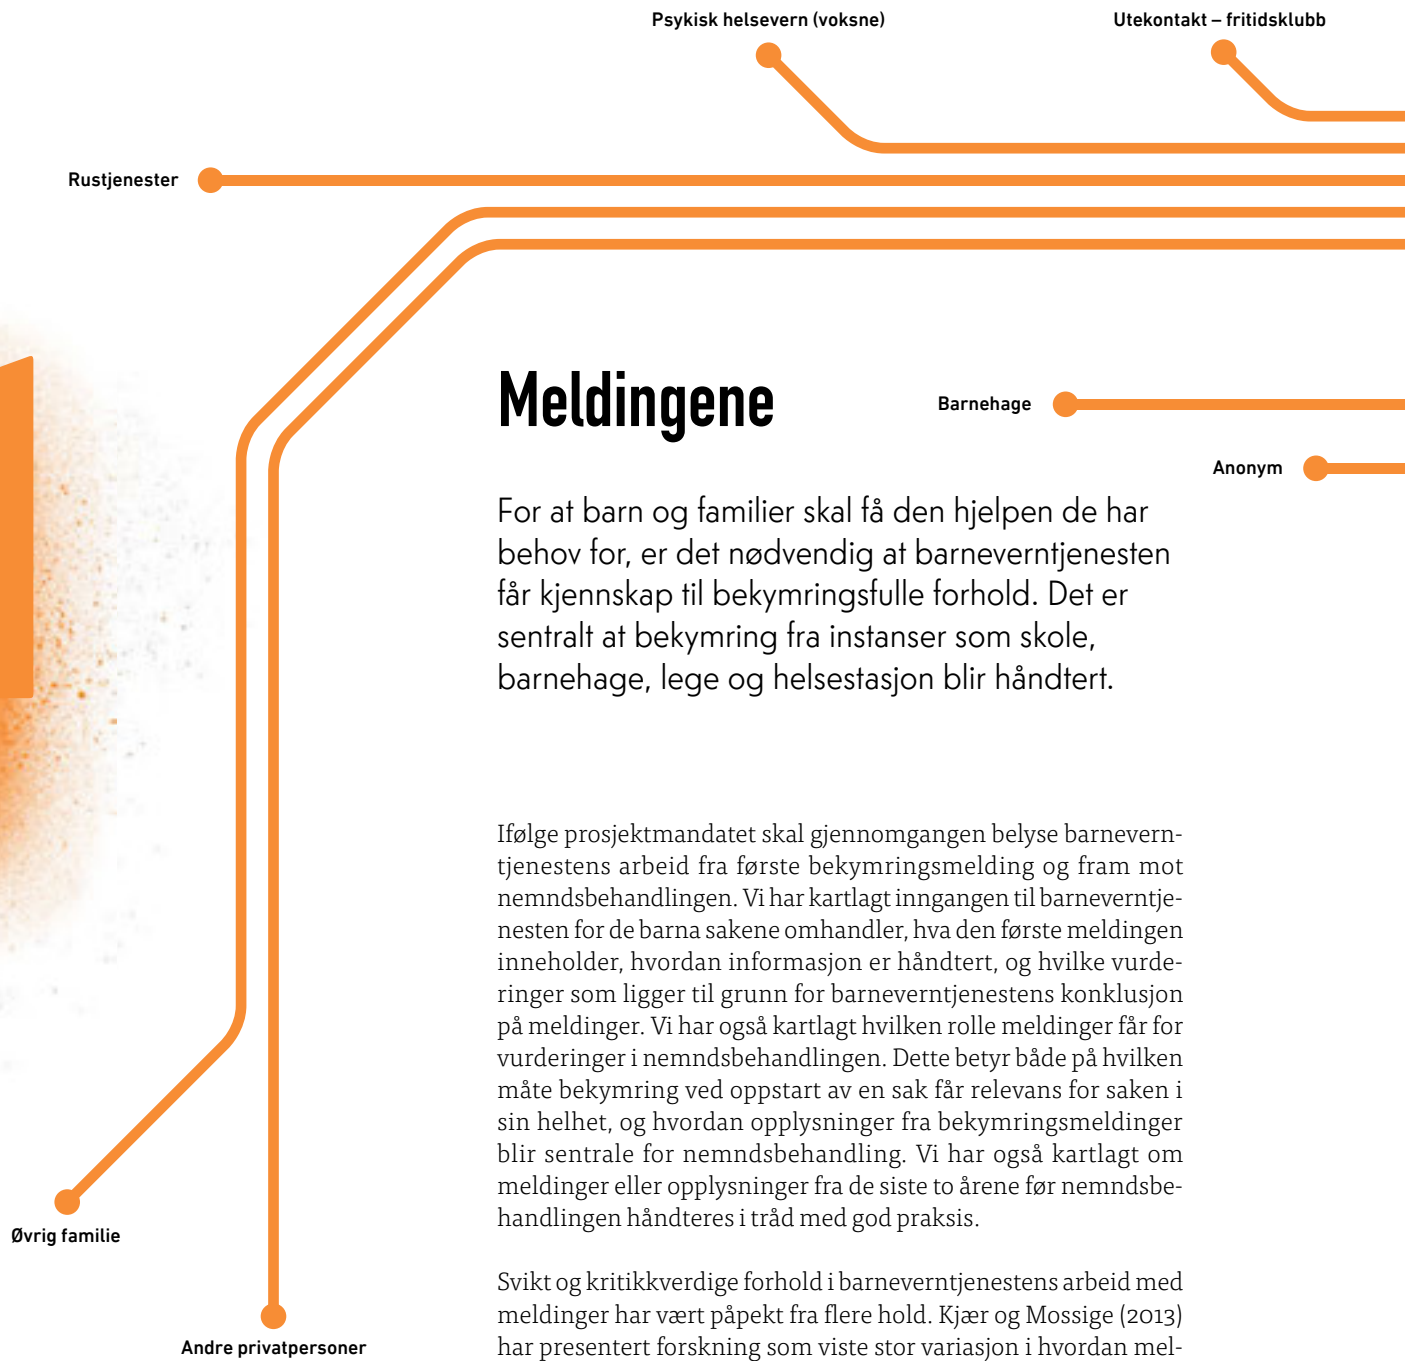 Psykisk helsevern (voksne)
Utekontakt – fritidsklubb
Rustjenester
Meldingene
Barnehage
Anonym
For at barn og familier skal få den hjelpen de har
behov for, er det nødvendig at barneverntjenesten
får kjennskap til bekymringsfulle forhold. Det er
sentralt at bekymring fra instanser som skole,
barnehage, lege og helsestasjon blir håndtert.
Ifølge prosjektmandatet skal gjennomgangen belyse barnevern-
tjenestens arbeid fra første bekymringsmelding og fram mot
nemndsbehandlingen. Vi har kartlagt inngangen til barneverntje-
nesten for de barna sakene omhandler, hva den første meldingen
inneholder, hvordan informasjon er håndtert, og hvilke vurde-
ringer som ligger til grunn for barneverntjenestens konklusjon
på meldinger. Vi har også kartlagt hvilken rolle meldinger får for
vurderinger i nemndsbehandlingen. Dette betyr både på hvilken
måte bekymring ved oppstart av en sak får relevans for saken i
sin helhet, og hvordan opplysninger fra bekymringsmeldinger
blir sentrale for nemndsbehandling. Vi har også kartlagt om
meldinger eller opplysninger fra de siste to årene før nemndsbe-
handlingen håndteres i tråd med god praksis.
Øvrig familie
Svikt og kritikkverdige forhold i barneverntjenestens arbeid med
meldinger har vært påpekt fra flere hold. Kjær og Mossige (2013)
har presentert forskning som viste stor variasjon i hvordan mel-
Andre privatpersoner